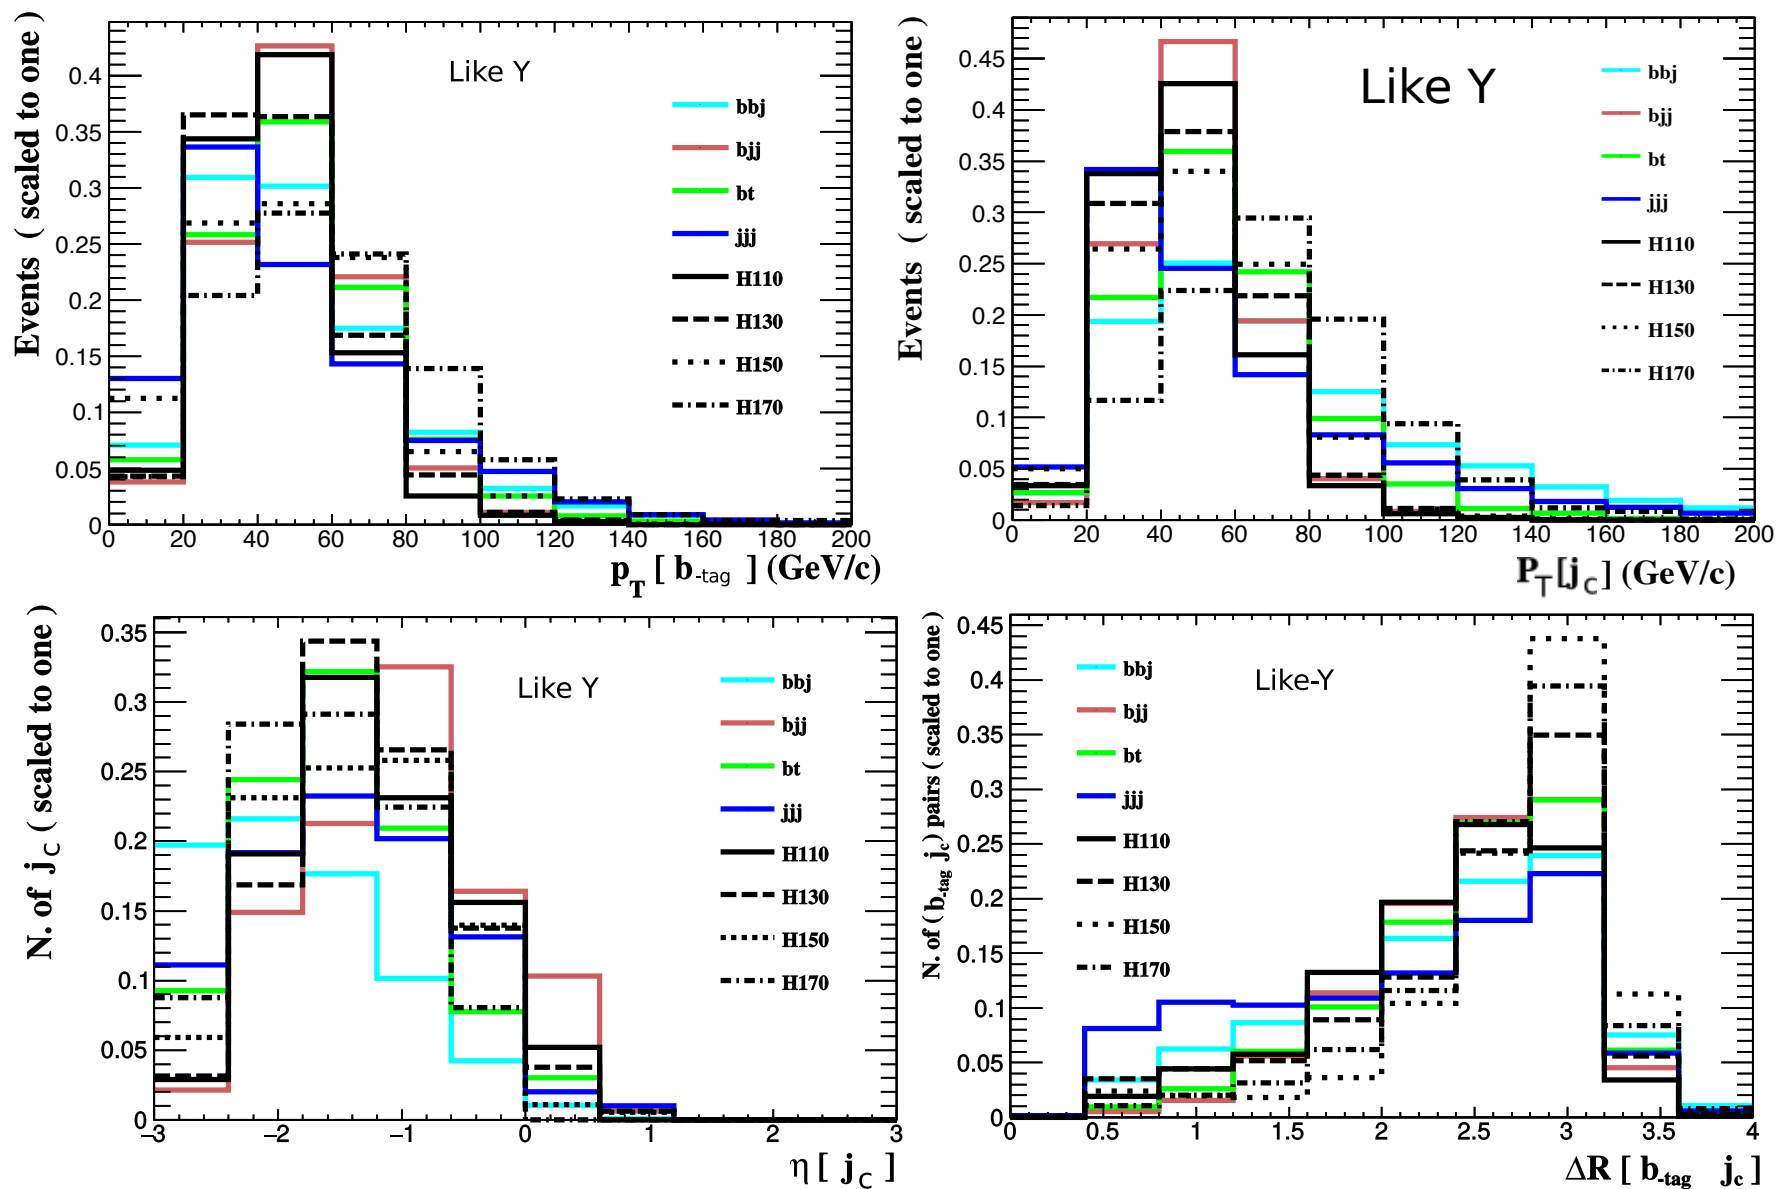 Events ( scaled to one )
0.4
0.35
0.3
0.25
0.2
0.15
0.1
0.05
0
Like Y
bbj
bjj
bt
jjj
H110
H130
H150
H170
0 20 40 60 80 100 120 140 160 180 200
p_T [ b-tag ] (GeV/c)
Events ( scaled to one )
0.45
0.4
0.35
0.3
0.25
0.2
0.15
0.1
0.05
0
Like Y
bbj
bjj
bt
jjj
H110
H130
H150
H170
0 20 40 60 80 100 120 140 160 180 200
P_T [j_C] (GeV/c)
N. of j_C ( scaled to one )
0.35
0.3
0.25
0.2
0.15
0.1
0.05
0
Like Y
bbj
bjj
bt
jjj
H110
H130
H150
H170
−3 −2 −1 0 1 2 3
η [ j_C ]
N. of ( b-tag j_c ) pairs ( scaled to one )
0.45
0.4
0.45
0.3
0.25
0.2
0.15
0.1
0.05
0
Like-Y
bbj
bjj
bt
jjj
H110
H130
H150
H170
0 0.5 1 1.5 2 2.5 3 3.5 4
ΔR [ b-tag j_c ]